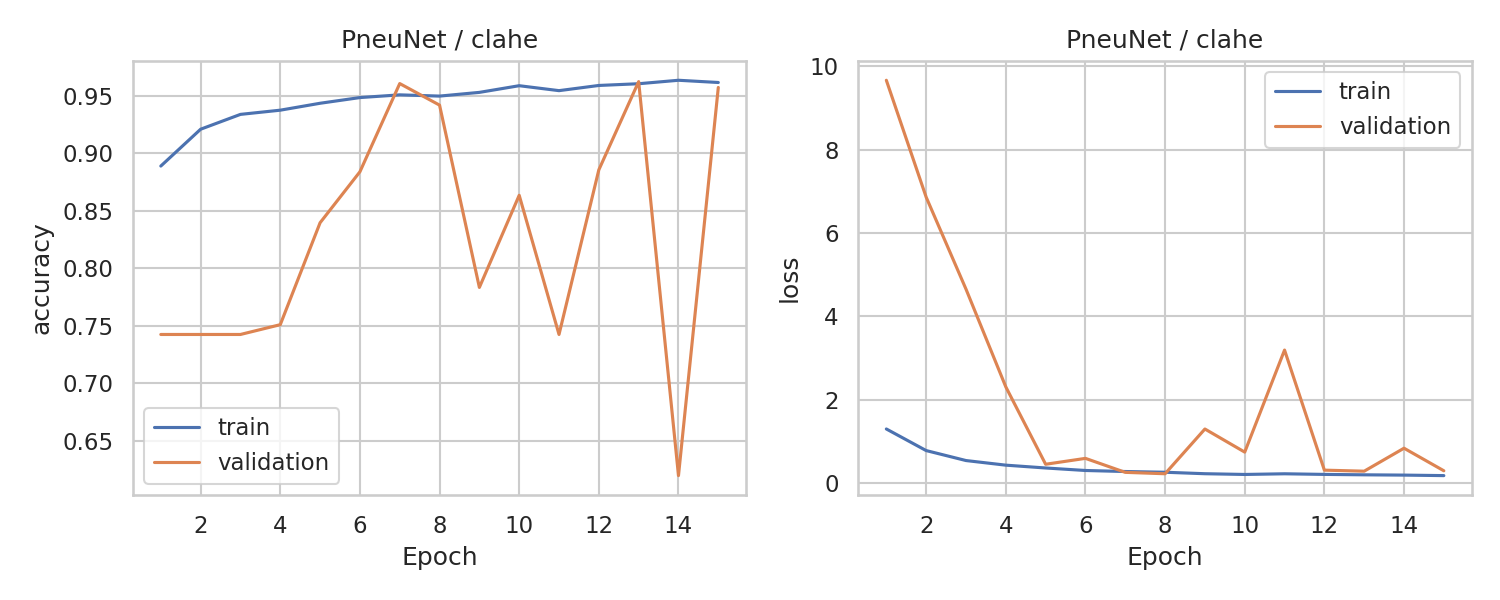 PneuNet / clahe
accuracy
0.95
0.90
0.85
0.80
0.75
0.70
0.65
train
validation
2 4 6 8 10 12 14
Epoch
PneuNet / clahe
loss
10
8
6
4
2
0
train
validation
2 4 6 8 10 12 14
Epoch